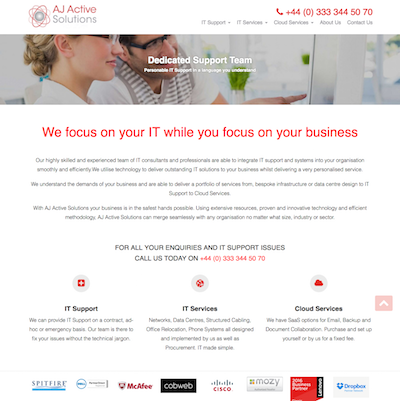 AJ Active
Solutions
+44 (0) 333 344 50 70
IT Support IT Services Cloud Services About Us Contact Us
Dedicated Support Team
Personable IT Support in a language you understand
We focus on your IT while you focus on your business
Our highly skilled and experienced team of IT consultants and professionals are able to integrate IT support and systems into your organisation
smoothly and efficiently.We utilise technology to deliver outstanding IT solutions to your business whilst delivering a very personalised service.
We understand the demands of your business and are able to deliver a portfolio of services from, bespoke infrastructure or data centre design to IT
Support to Cloud Services.
With AJ Active Solutions your business is in the safest hands possible. Using extensive resources, proven and innovative technology and efficient
methodology, AJ Active Solutions can merge seamlessly with any organisation no matter what size, industry or sector.
FOR ALL YOUR ENQUIRIES AND IT SUPPORT ISSUES
CALL US TODAY ON +44 (0) 333 344 50 70
IT Support
We can provide IT Support on a contract, ad-
hoc or emergency basis. Our team is there to
fix your issues without the technical jargon.
IT Services
Networks, Data Centres, Structured Cabling,
Office Relocation, Phone Systems all designed
and implemented by us as well as
Procurement. IT made simple.
Cloud Services
We have SaaS options for Email, Backup and
Document Collaboration. Purchase and set up
yourself or by us for a fixed fee.
SPITFIRE
DELL
McAfee
cobweb
CISCO
mozy
2016
Business
Partner
Lenovo
Dropbox